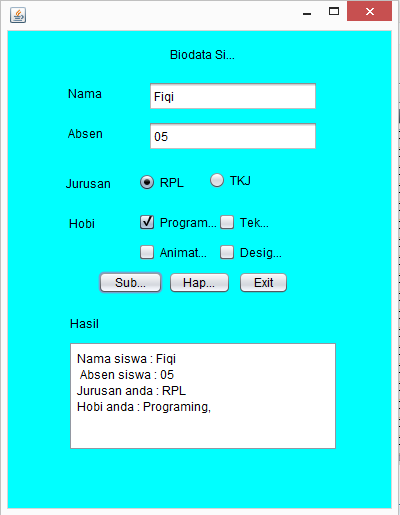 Biodata Si...
Nama Fiqi
Absen 05
Jurusan RPL TKJ
Hobi Program... Tek...
Animat... Desig...
Sub... Hap... Exit
Hasil
Nama siswa : Fiqi
Absen siswa : 05
Jurusan anda : RPL
Hobi anda : Programing,